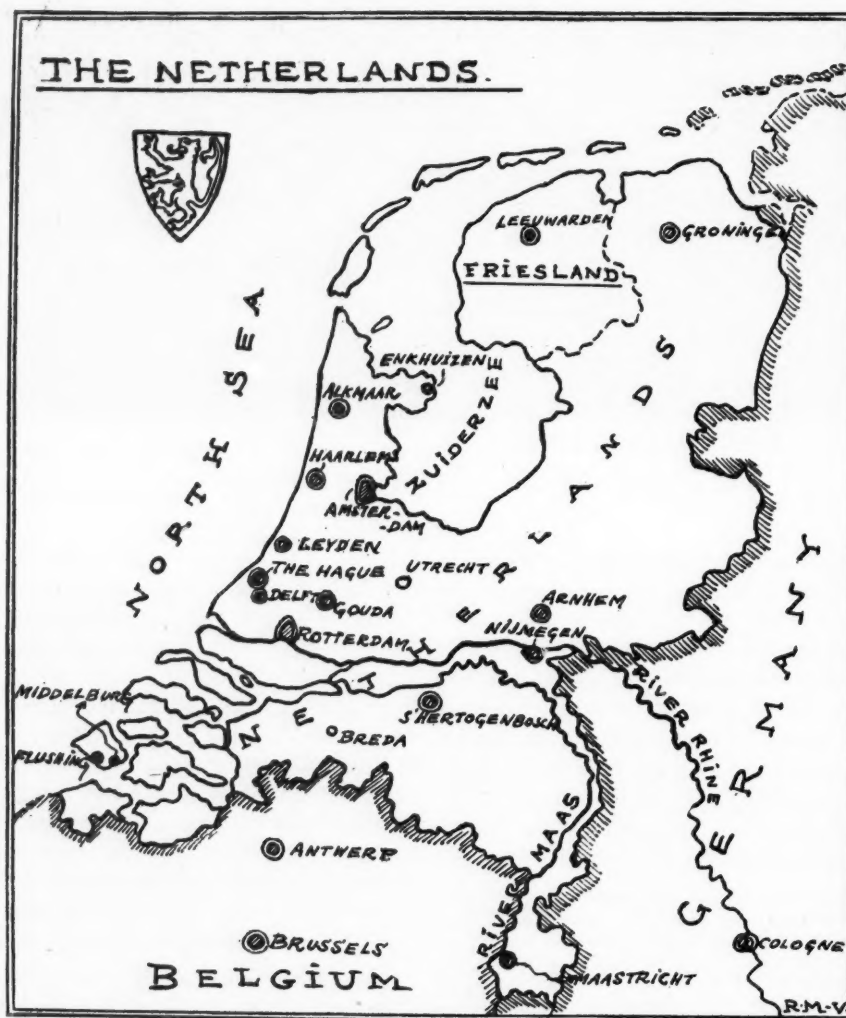 THE NETHERLANDS.
LEEUWARDEN
GRONINGEN
FRIESLAND
NORTH SEA
ENKHUIZEN
ZUIDERZEE
ALKMAAR
HAARLEM
AMSTER-
-DAM
LEYDEN
THE HAGUE
UTRECHT
DELFT
GOUDA
ARNHEM
NIJMEGEN
ROTTERDAM
NETHERLANDS
MIDDELBURG
S'HERTOGENBOSCH
BREDA
FLUSHING
RIVER RHINE
GERMANY
RIVER MAAS
ANTWERP
BRUSSELS
COLOGNE
BELGIUM
MAASTRICHT
R.M-V